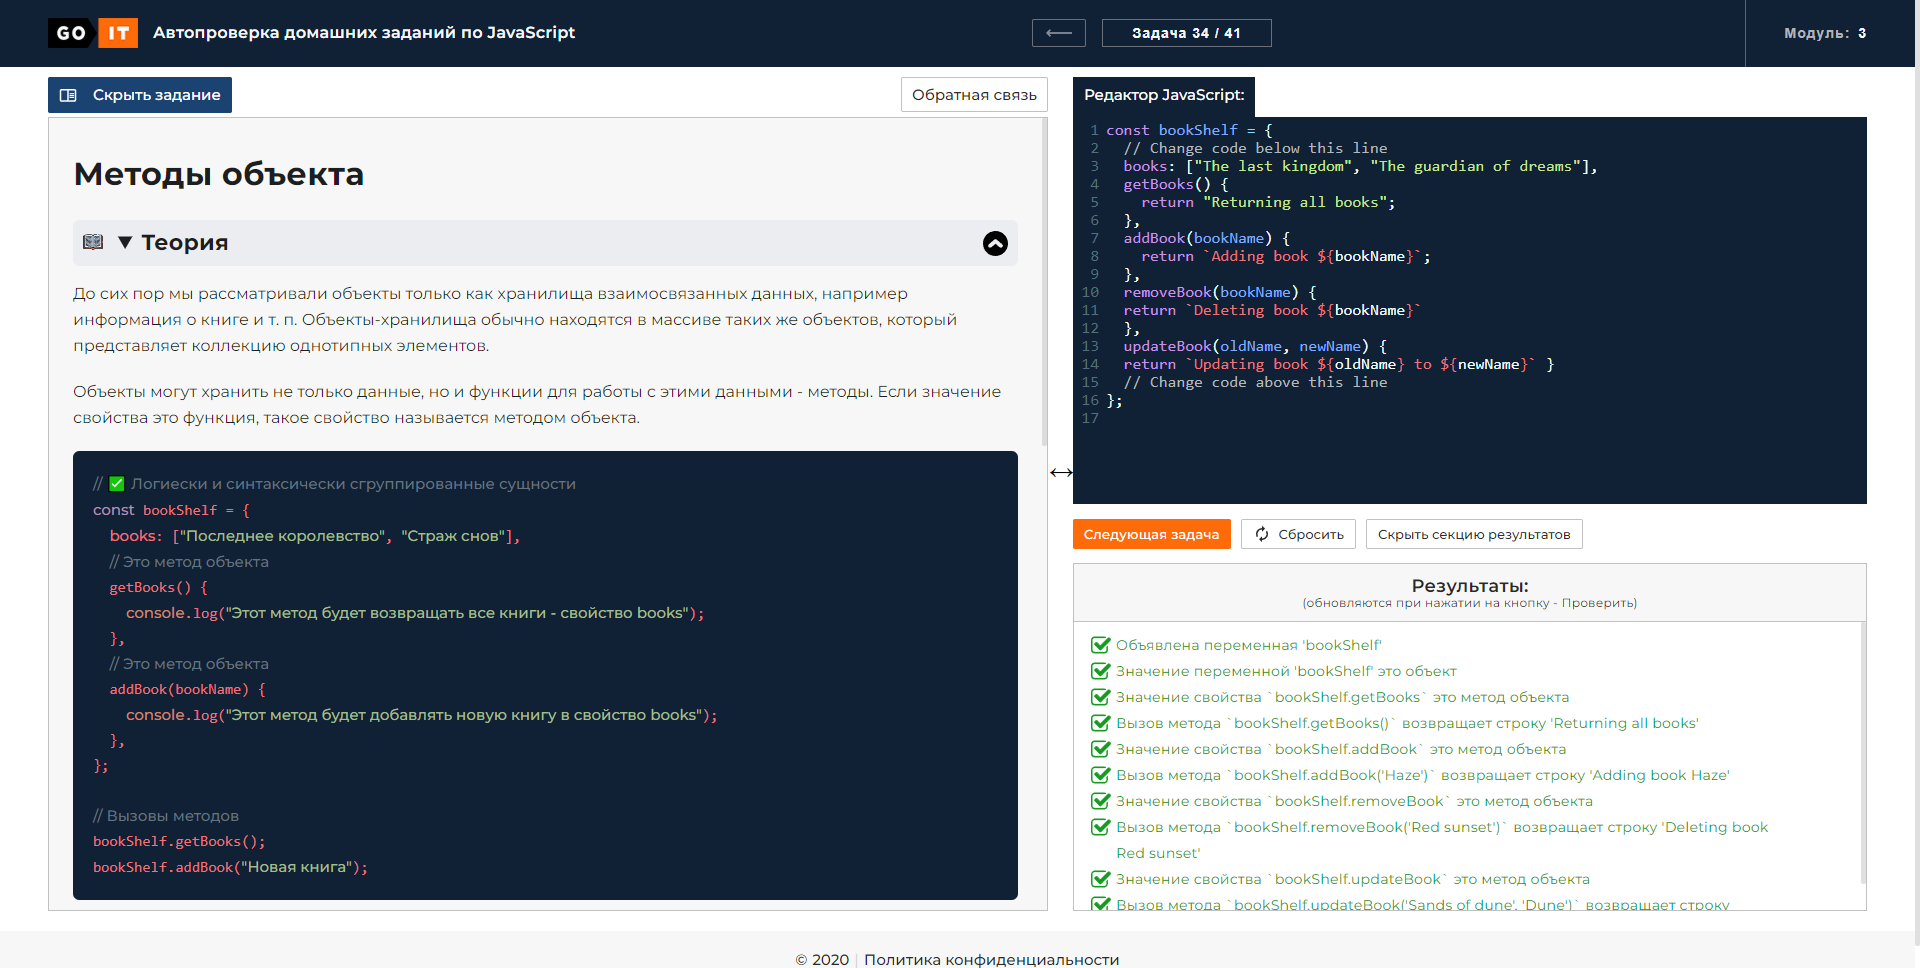 GO IT Автопроверка домашних заданий по JavaScript
Задача 34 / 41
Модуль: 3
Скрыть задание
Обратная связь
Методы объекта
Теория
До сих пор мы рассматривали объекты только как хранилища взаимосвязанных данных, например
информация о книге и т. п. Объекты-хранилища обычно находятся в массиве таких же объектов, который
представляет коллекцию однотипных элементов.
Объекты могут хранить не только данные, но и функции для работы с этими данными - методы. Если значение
свойства это функция, такое свойство называется методом объекта.
// ✅ Логиески и синтаксически сгруппированные сущности
const bookShelf = {
books: ["Последнее королевство", "Страж снов"],
// Это метод объекта
getBooks() {
console.log("Этот метод будет возвращать все книги - свойство books");
},
// Это метод объекта
addBook(bookName) {
console.log("Этот метод будет добавлять новую книгу в свойство books");
},
};
// Вызовы методов
bookShelf.getBooks();
bookShelf.addBook("Новая книга");
Редактор JavaScript:
1 const bookShelf = {
2 // Change code below this line
3 books: ["The last kingdom", "The guardian of dreams"],
4 getBooks() {
5 return "Returning all books";
6 },
7 addBook(bookName) {
8 return `Adding book ${bookName}`;
9 },
10 removeBook(bookName) {
11 return `Deleting book ${bookName}`
12 },
13 updateBook(oldName, newName) {
14 return `Updating book ${oldName} to ${newName}` }
15 // Change code above this line
16 };
17
Следующая задача
Сбросить
Скрыть секцию результатов
Результаты:
(обновляются при нажатии на кнопку - Проверить)
Объявлена переменная 'bookShelf'
Значение переменной 'bookShelf' это объект
Значение свойства `bookShelf.getBooks` это метод объекта
Вызов метода `bookShelf.getBooks()` возвращает строку 'Returning all books'
Значение свойства `bookShelf.addBook` это метод объекта
Вызов метода `bookShelf.addBook('Haze')` возвращает строку 'Adding book Haze'
Значение свойства `bookShelf.removeBook` это метод объекта
Вызов метода `bookShelf.removeBook('Red sunset')` возвращает строку 'Deleting book
Red sunset'
Значение свойства `bookShelf.updateBook` это метод объекта
Вызов метода `bookShelf.updateBook('Sands of dune', 'Dune')` возвращает строку
© 2020 | Политика конфиденциальности